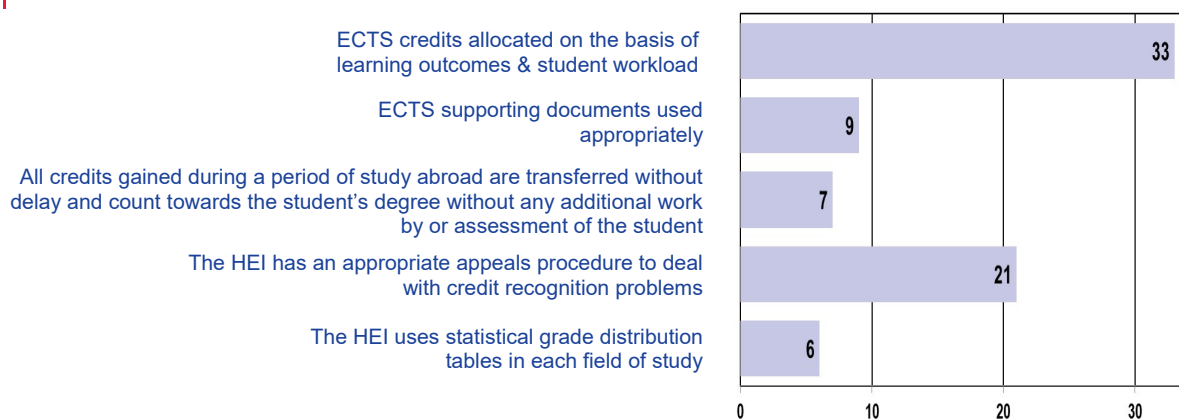 ECTS credits allocated on the basis of
learning outcomes & student workload
33
ECTS supporting documents used
appropriately
9
All credits gained during a period of study abroad are transferred without
delay and count towards the student’s degree without any additional work
by or assessment of the student
7
The HEI has an appropriate appeals procedure to deal
with credit recognition problems
21
The HEI uses statistical grade distribution
tables in each field of study
6
0 10 20 30